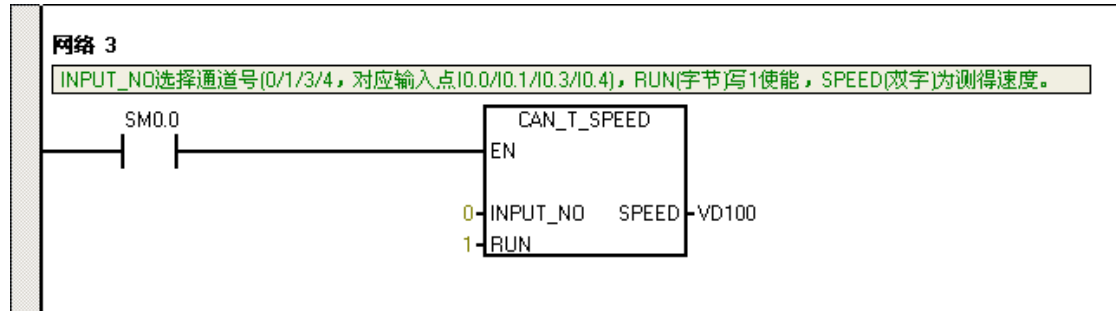 网络 3
INPUT_NO选择通道号(0/1/3/4，对应输入点I0.0/I0.1/I0.3/I0.4)，RUN(字节)写1使能，SPEED(双字)为测得速度。
SM0.0
CAN_T_SPEED
EN
0 INPUT_NO SPEED VD100
1 RUN